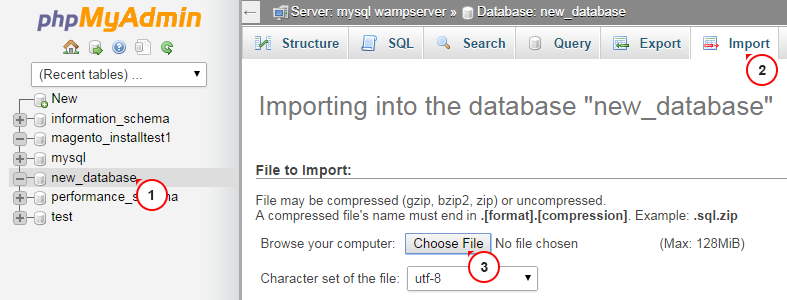 phpMyAdmin
(Recent tables) ...
New
information_schema
magento_installtest1
mysql
new_database
1
performance_s ma
test
Server: mysql wampserver » Database: new_database
Structure SQL Search Query Export Import
2
Importing into the database "new_database"
File to Import:
File may be compressed (gzip, bzip2, zip) or uncompressed.
A compressed file's name must end in .[format].[compression]. Example: .sql.zip
Browse your computer: Choose File No file chosen (Max: 128MiB)
3
Character set of the file: utf-8